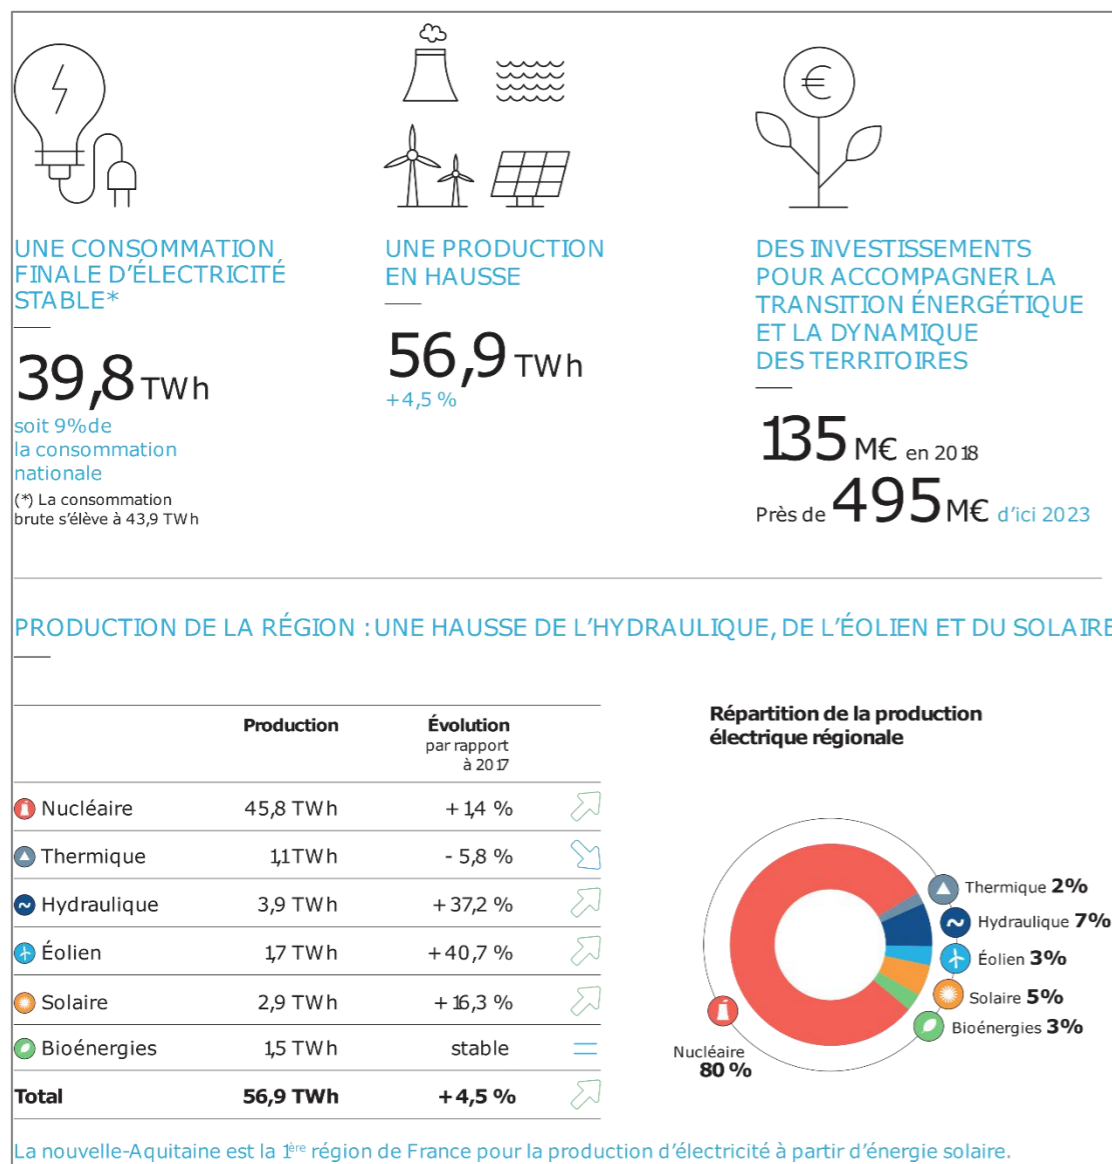 UNE CONSOMMATION
FINALE D'ÉLECTRICITÉ
STABLE*
39,8 TWh
soit 9% de
la consommation
nationale
(*) La consommation
brute s'élève à 43,9 TWh
UNE PRODUCTION
EN HAUSSE
56,9 TWh
+4,5 %
DES INVESTISSEMENTS
POUR ACCOMPAGNER LA
TRANSITION ÉNERGÉTIQUE
ET LA DYNAMIQUE
DES TERRITOIRES
135 M€ en 2018
Près de 495 M€ d'ici 2023
PRODUCTION DE LA RÉGION : UNE HAUSSE DE L'HYDRAULIQUE, DE L'ÉOLIEN ET DU SOLAIRE
Production Évolution
par rapport
à 2017
Nucléaire 45,8 TWh +1,4 %
Thermique 1,1 TWh - 5,8 %
Hydraulique 3,9 TWh +37,2 %
Éolien 1,7 TWh +40,7 %
Solaire 2,9 TWh +16,3 %
Bioénergies 1,5 TWh stable =
Total 56,9 TWh +4,5 %
Répartition de la production
électrique régionale
Thermique 2%
Hydraulique 7%
Éolien 3%
Solaire 5%
Bioénergies 3%
Nucléaire
80 %
La nouvelle-Aquitaine est la 1ère région de France pour la production d'électricité à partir d'énergie solaire.